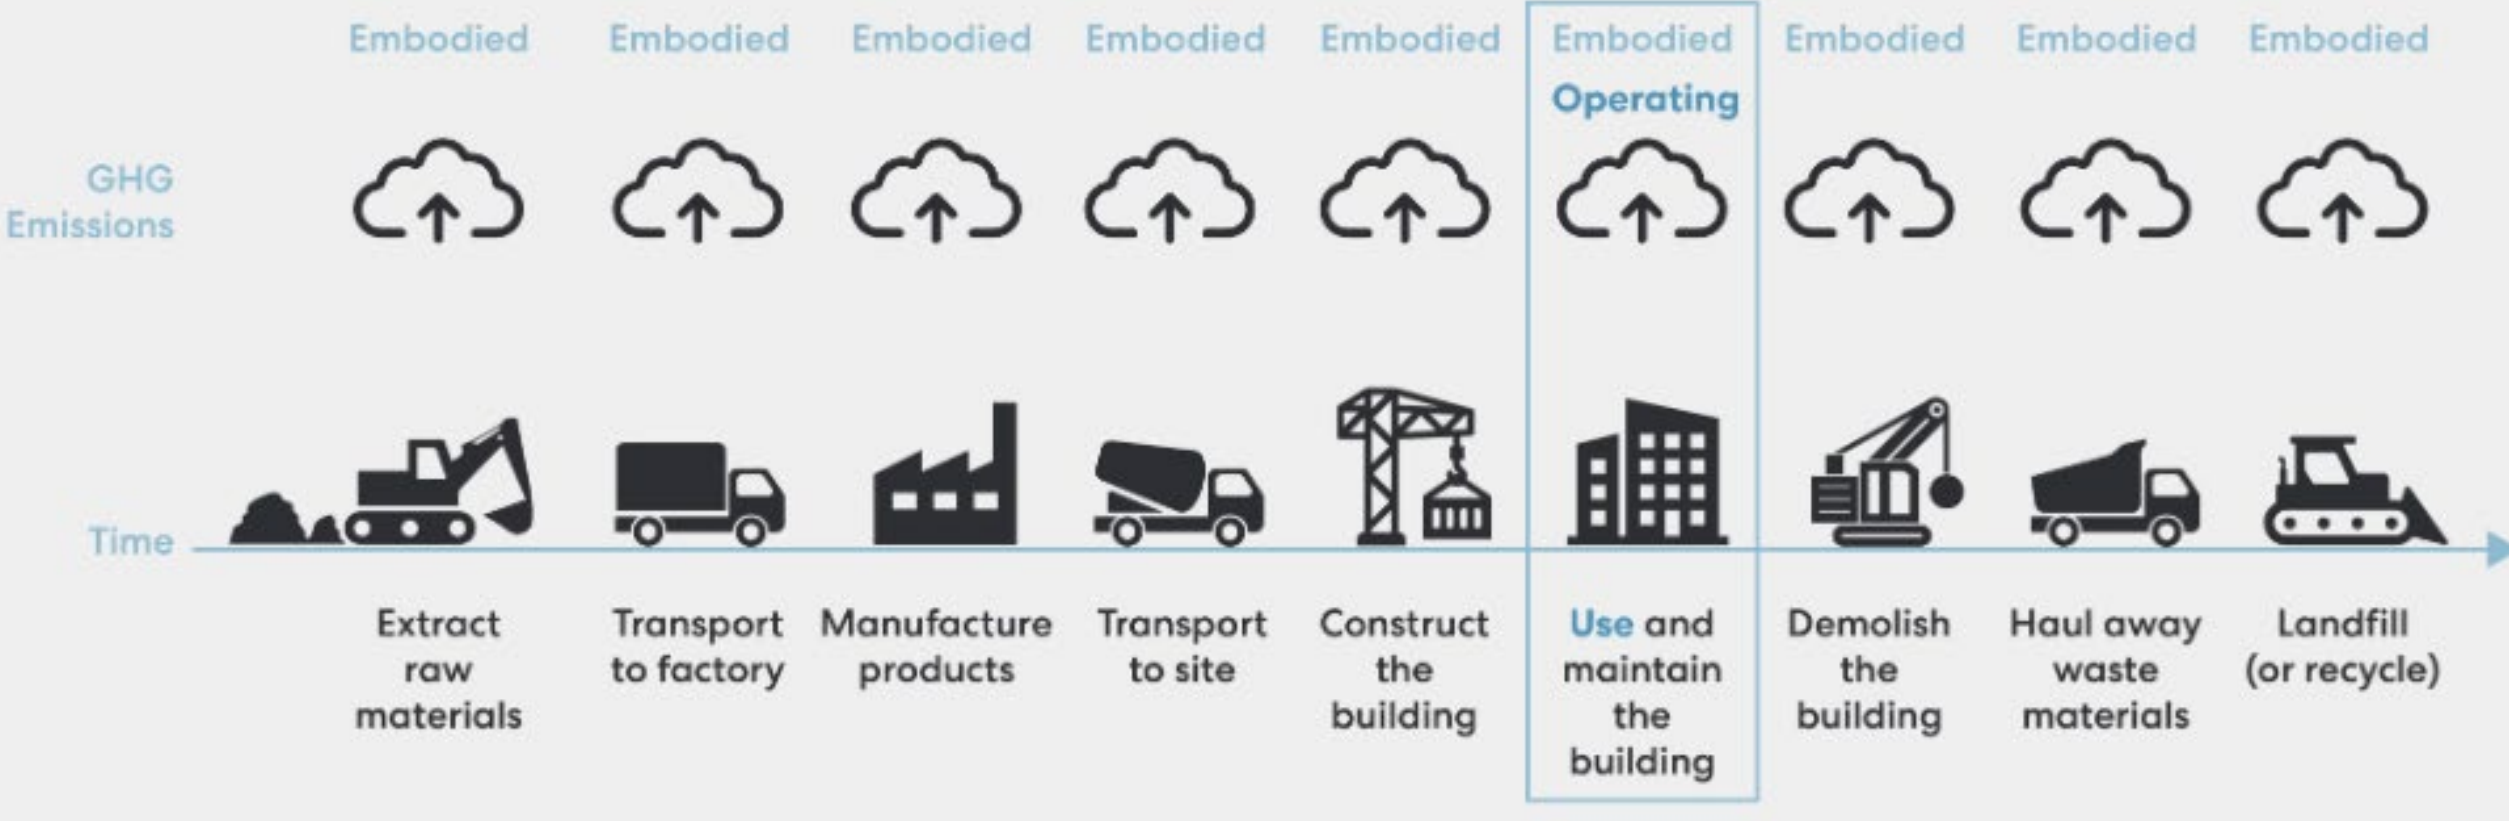 Embodied Embodied Embodied Embodied Embodied Embodied Embodied Embodied Embodied
Operating
GHG
Emissions
Time
Extract
raw
materials
Transport
to factory
Manufacture
products
Transport
to site
Construct
the
building
Use and
maintain
the
building
Demolish
the
building
Haul away
waste
materials
Landfill
(or recycle)